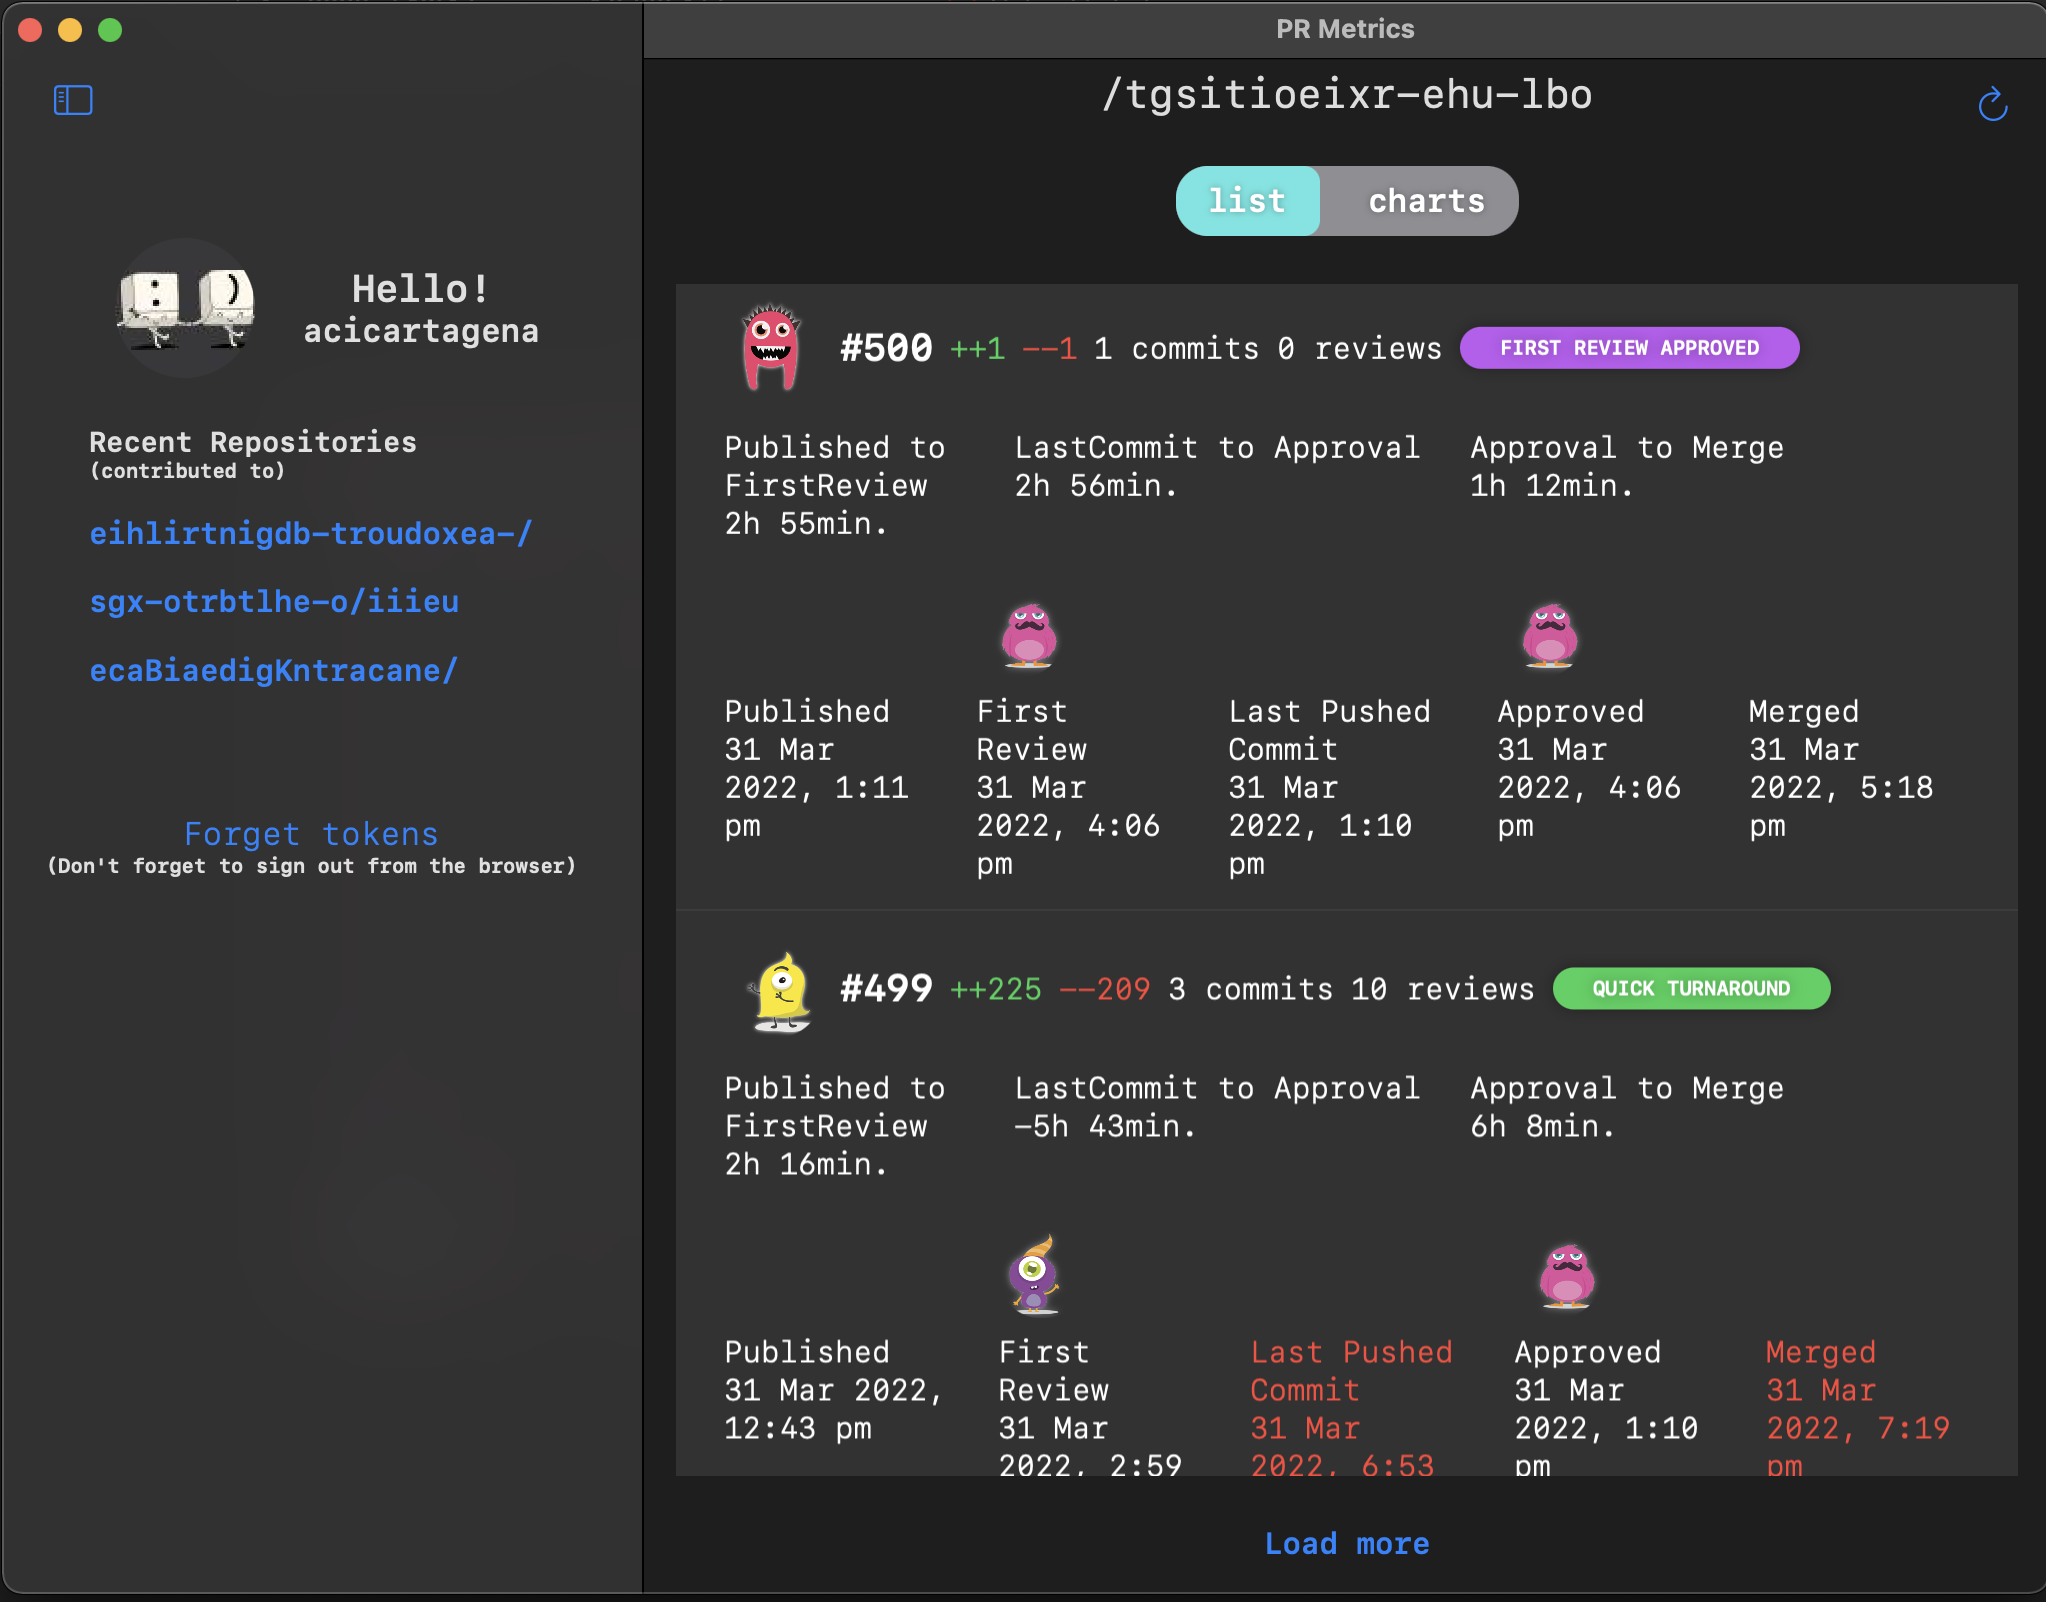 PR Metrics
/tgsitioeixr-ehu-lbo
list
charts
Hello!
acicartagena
Recent Repositories
(contributed to)
eihlirtnigdb-troudoxea-/
sgx-otrbtlhe-o/iiieu
ecaBiaedigKntracane/
Forget tokens
(Don't forget to sign out from the browser)
#500 ++1 --1 1 commits 0 reviews FIRST REVIEW APPROVED
Published to
FirstReview
2h 55min.
LastCommit to Approval
2h 56min.
Approval to Merge
1h 12min.
Published
31 Mar
2022, 1:11
pm
First
Review
31 Mar
2022, 4:06
pm
Last Pushed
Commit
31 Mar
2022, 1:10
pm
Approved
31 Mar
2022, 4:06
pm
Merged
31 Mar
2022, 5:18
pm
#499 ++225 --209 3 commits 10 reviews QUICK TURNAROUND
Published to
FirstReview
2h 16min.
LastCommit to Approval
-5h 43min.
Approval to Merge
6h 8min.
Published
31 Mar 2022,
12:43 pm
First
Review
31 Mar
2022, 2:59
Last Pushed
Commit
31 Mar
2022, 6:53
Approved
31 Mar
2022, 1:10
pm
Merged
31 Mar
2022, 7:19
pm
Load more